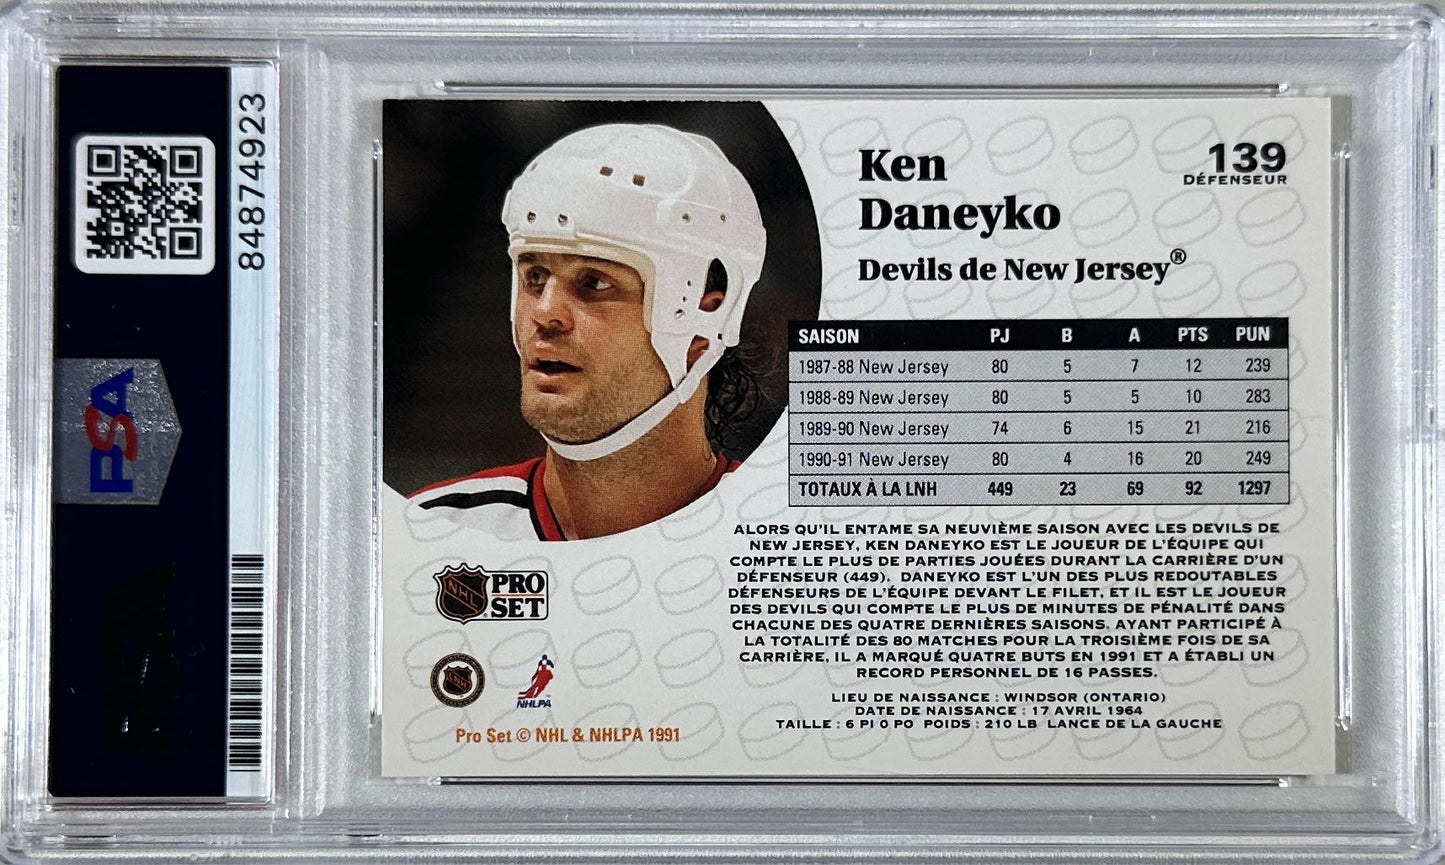 84874923
PSA
Ken
Daneyko
Devils de New Jersey®
139
DÉFENSEUR
SAISON PJ B A PTS PUN
1987-88 New Jersey 80 5 7 12 239
1988-89 New Jersey 80 5 5 10 283
1989-90 New Jersey 74 6 15 21 216
1990-91 New Jersey 80 4 16 20 249
TOTAUX À LA LNH 449 23 69 92 1297
ALORS QU'IL ENTAME SA NEUVIÈME SAISON AVEC LES DEVILS DE
NEW JERSEY, KEN DANEYKO EST LE JOUEUR DE L'ÉQUIPE QUI
COMPTE LE PLUS DE PARTIES JOUÉES DURANT LA CARRIÈRE D'UN
DÉFENSEUR (449). DANEYKO EST L'UN DES PLUS REDOUTABLES
DÉFENSEURS DE L'ÉQUIPE DEVANT LE FILET, ET IL EST LE JOUEUR
DES DEVILS QUI COMPTE LE PLUS DE MINUTES DE PÉNALITÉ DANS
CHACUNE DES QUATRE DERNIÈRES SAISONS. AYANT PARTICIPÉ À
LA TOTALITÉ DES 80 MATCHES POUR LA TROISIÈME FOIS DE SA
CARRIÈRE, IL A MARQUÉ QUATRE BUTS EN 1991 ET A ÉTABLI UN
RECORD PERSONNEL DE 16 PASSES.
LIEU DE NAISSANCE : WINDSOR (ONTARIO)
DATE DE NAISSANCE : 17 AVRIL 1964
TAILLE : 6 PI 0 PO POIDS : 210 LB LANCE DE LA GAUCHE
NHL PRO
SET
LNH
NHLPA
Pro Set © NHL & NHLPA 1991